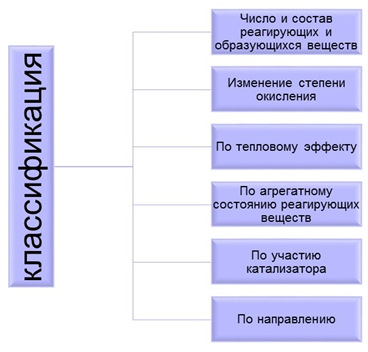 классификация
Число и состав
реагирующих и
образующихся веществ
Изменение степени
окисления
По тепловому эффекту
По агрегатному
состоянию реагирующих
веществ
По участию
катализатора
По направлению